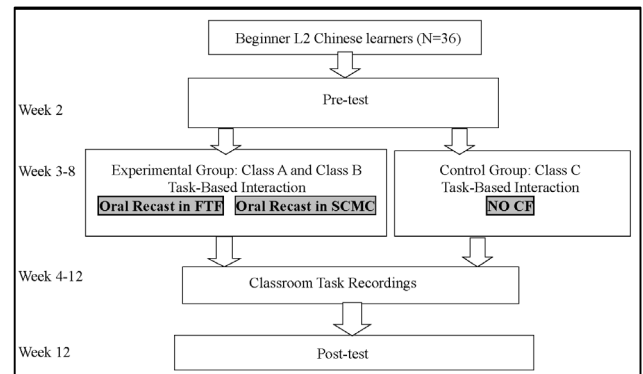 Beginner L2 Chinese learners (N=36)
Week 2
Pre-test
Week 3-8
Experimental Group: Class A and Class B
Task-Based Interaction
Oral Recast in FTF Oral Recast in SCMC
Control Group: Class C
Task-Based Interaction
NO CF
Week 4-12
Classroom Task Recordings
Week 12
Post-test